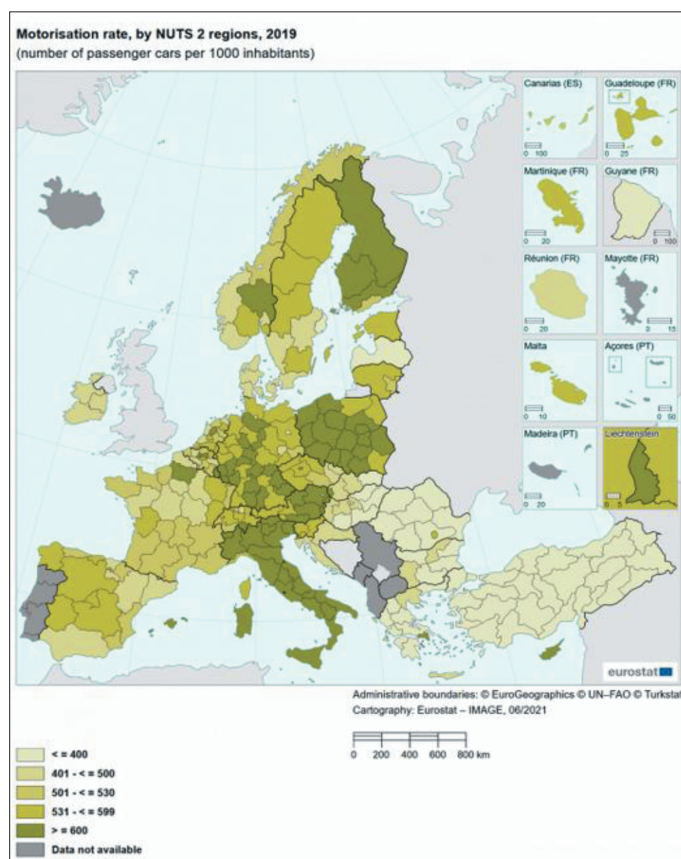 Motorisation rate, by NUTS 2 regions, 2019
(number of passenger cars per 1000 inhabitants)
Canarias (ES)
0 100
Guadeloupe (FR)
0 25
Martinique (FR)
0 20
Guyane (FR)
0 100
Réunion (FR)
0 20
Mayotte (FR)
0 15
Malta
0 10
Açores (PT)
0 50
Madeira (PT)
0 20
Liechtenstein
0 5
eurostat
Administrative boundaries: © EuroGeographics © UN–FAO © Turkstat
Cartography: Eurostat – IMAGE, 06/2021
0 200 400 600 800 km
< = 400
401 - < = 500
501 - < = 530
531 - < = 599
> = 600
Data not available